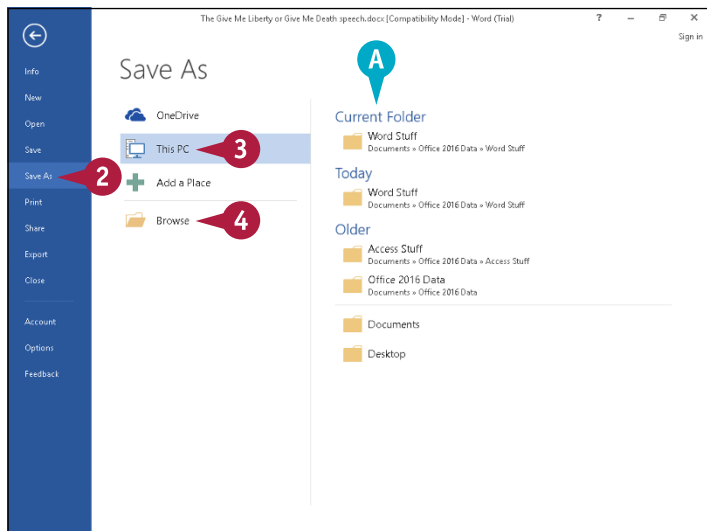 The Give Me Liberty or Give Me Death speech.docx [Compatibility Mode] - Word (Trial)
?
Sign in
Info
New
Open
Save
Save As
Print
Share
Export
Close
Account
Options
Feedback
2
Save As
OneDrive
This PC
3
Add a Place
Browse
4
A
Current Folder
Word Stuff
Documents » Office 2016 Data » Word Stuff
Today
Word Stuff
Documents » Office 2016 Data » Word Stuff
Older
Access Stuff
Documents » Office 2016 Data » Access Stuff
Office 2016 Data
Documents » Office 2016 Data
Documents
Desktop